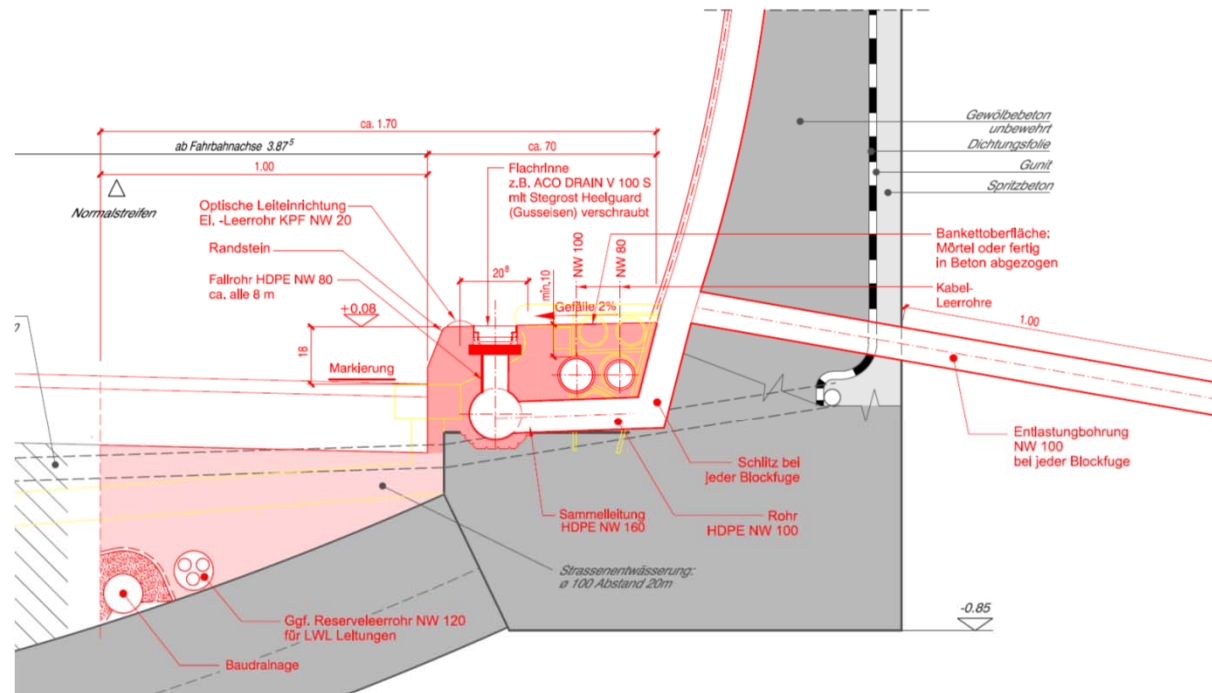 ca. 1.70
ab Fahrbahnachse 3.87⁵
ca. 70
1.00
Normalstreifen
Optische Leiteinrichtung
El. -Leerrohr KPF NW 20
Randstein
Fallrohr HDPE NW 80
ca. alle 8 m
+0.08
18
Markierung
FlachrInne
z.B. ACO DRAIN V 100 S
mIt Stegrost Heelguard
(Gusseisen) verschraubt
20⁸
min.10
NW 100
NW 80
Gefälle 2%
Gewölbebeton
unbewehrt
Dichtungsfolie
Gunit
Spritzbeton
Bankettoberfläche:
Mörtel oder fertig
in Beton abgezogen
Kabel-
Leerrohre
1.00
Entlastungbohrung
NW 100
bei jeder Blockfuge
Schlitz bei
jeder Blockfuge
Sammelleitung
HDPE NW 160
Rohr
HDPE NW 100
Strassenentwässerung:
ø 100 Abstand 20m
-0.85
Ggf. Reserveleerrohr NW 120
für LWL Leitungen
Baudrainage